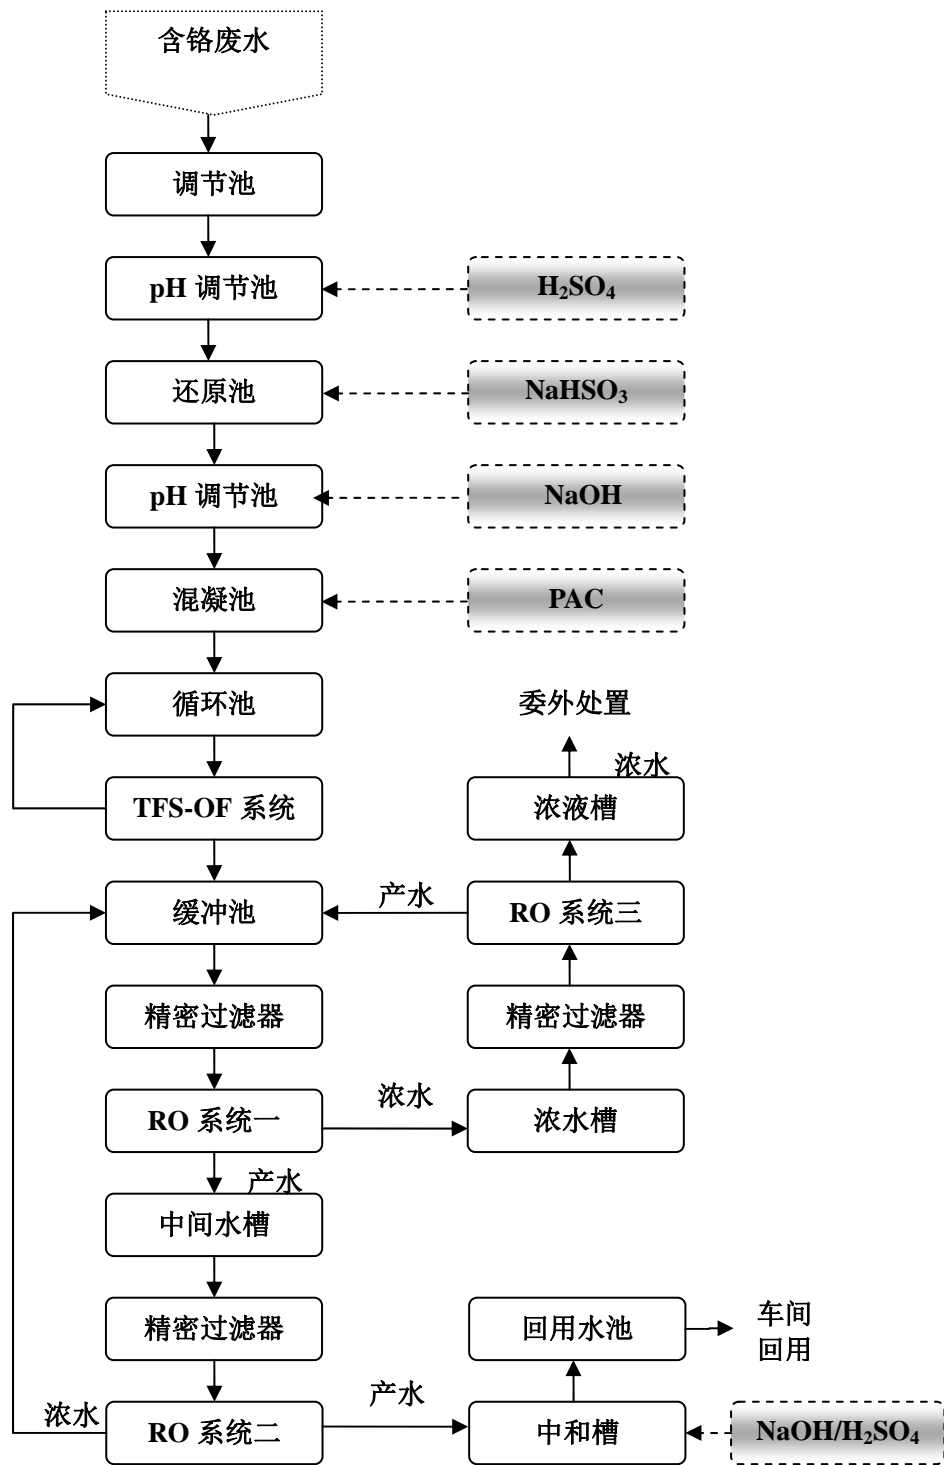 含铬废水
调节池
pH 调节池
H₂SO₄
还原池
NaHSO₃
pH 调节池
NaOH
混凝池
PAC
循环池
委外处置
浓水
TFS-OF 系统
浓液槽
缓冲池
产水
RO 系统三
精密过滤器
精密过滤器
RO 系统一
浓水
浓水槽
产水
中间水槽
精密过滤器
回用水池
车间
回用
浓水
RO 系统二
产水
中和槽
NaOH/H₂SO₄